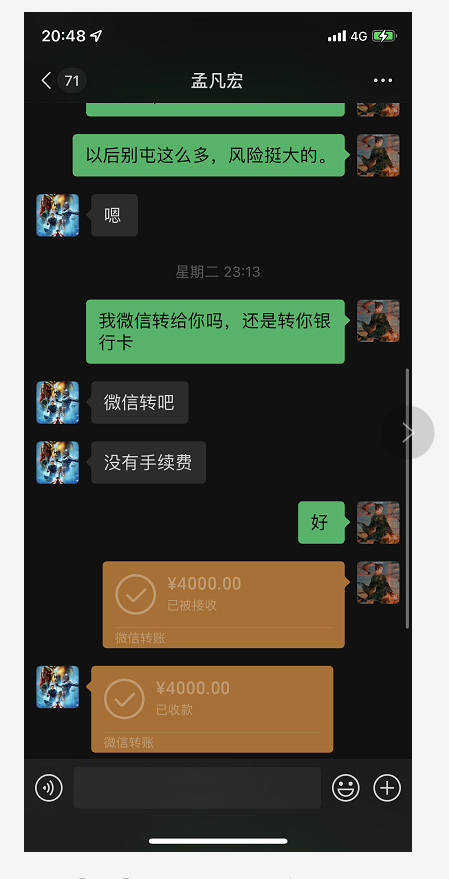 20:48
4G
71
孟凡宏
以后别屯这么多，风险挺大的。
嗯
星期二 23:13
我微信转给你吗，还是转你银
行卡
微信转吧
没有手续费
好
¥4000.00
已被接收
微信转账
¥4000.00
已收款
微信转账